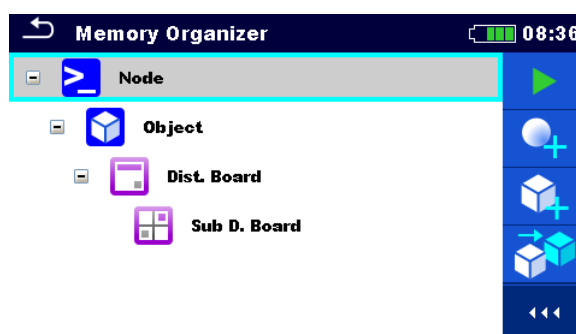 Memory Organizer 08:36
Node
Object
Dist. Board
Sub D. Board